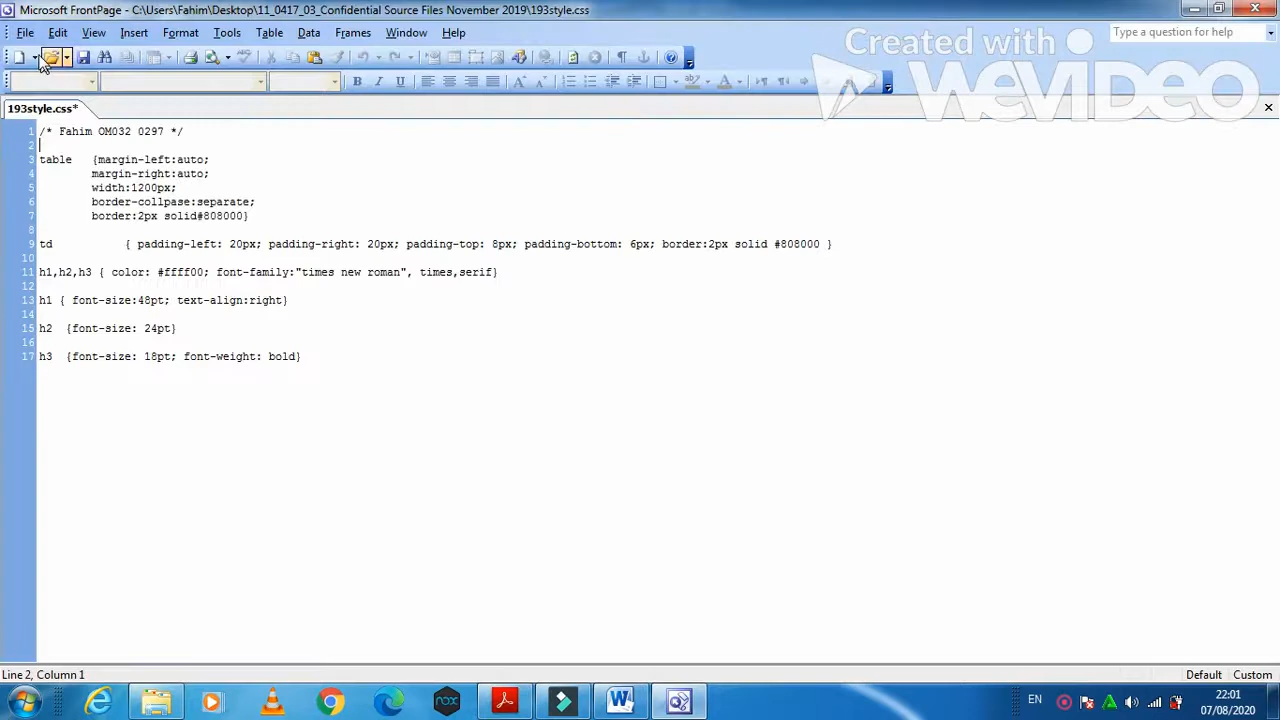 Microsoft FrontPage - C:\Users\Fahim\Desktop\11_0417_03_Confidential Source Files November 2019\193style.css
File Edit View Insert Format Tools Table Data Frames Window Help
Type a question for help
Created with
WEVIDEO
193style.css*
1 /* Fahim OM032 0297 */
2
3 table {margin-left:auto;
4 margin-right:auto;
5 width:1200px;
6 border-collpase:separate;
7 border:2px solid#808000}
8
9 td { padding-left: 20px; padding-right: 20px; padding-top: 8px; padding-bottom: 6px; border:2px solid #808000 }
10
11 h1,h2,h3 { color: #ffff00; font-family:"times new roman", times,serif}
12
13 h1 { font-size:48pt; text-align:right}
14
15 h2 {font-size: 24pt}
16
17 h3 {font-size: 18pt; font-weight: bold}
Line 2, Column 1
Default Custom
EN
22:01
07/08/2020